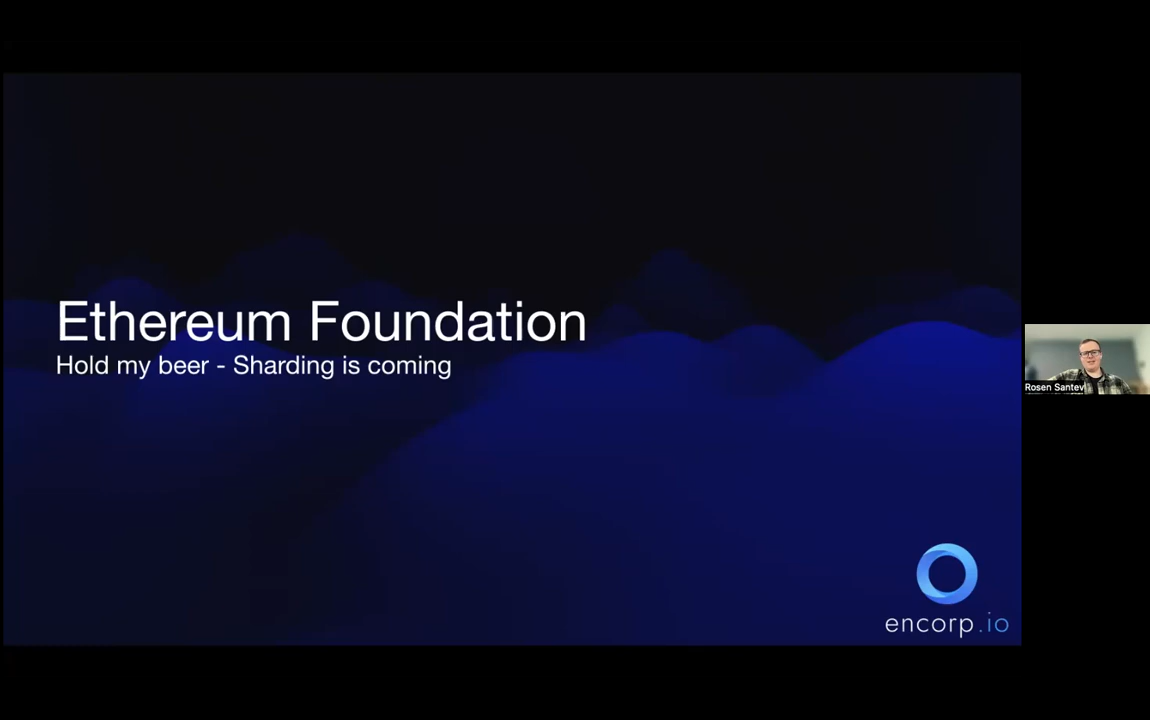 Ethereum Foundation
Hold my beer - Sharding is coming
Rosen Santev
encorp.io